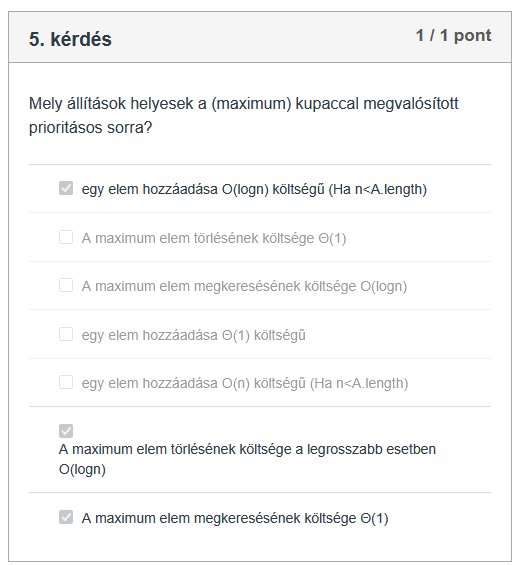 5. kérdés
1 / 1 pont
Mely állítások helyesek a (maximum) kupaccal megvalósított
prioritásos sorra?
egy elem hozzáadása O(logn) költségű (Ha n<A.length)
A maximum elem törlésének költsége Θ(1)
A maximum elem megkeresésének költsége O(logn)
egy elem hozzáadása Θ(1) költségű
egy elem hozzáadása O(n) költségű (Ha n<A.length)
A maximum elem törlésének költsége a legrosszabb esetben
O(logn)
A maximum elem megkeresésének költsége Θ(1)